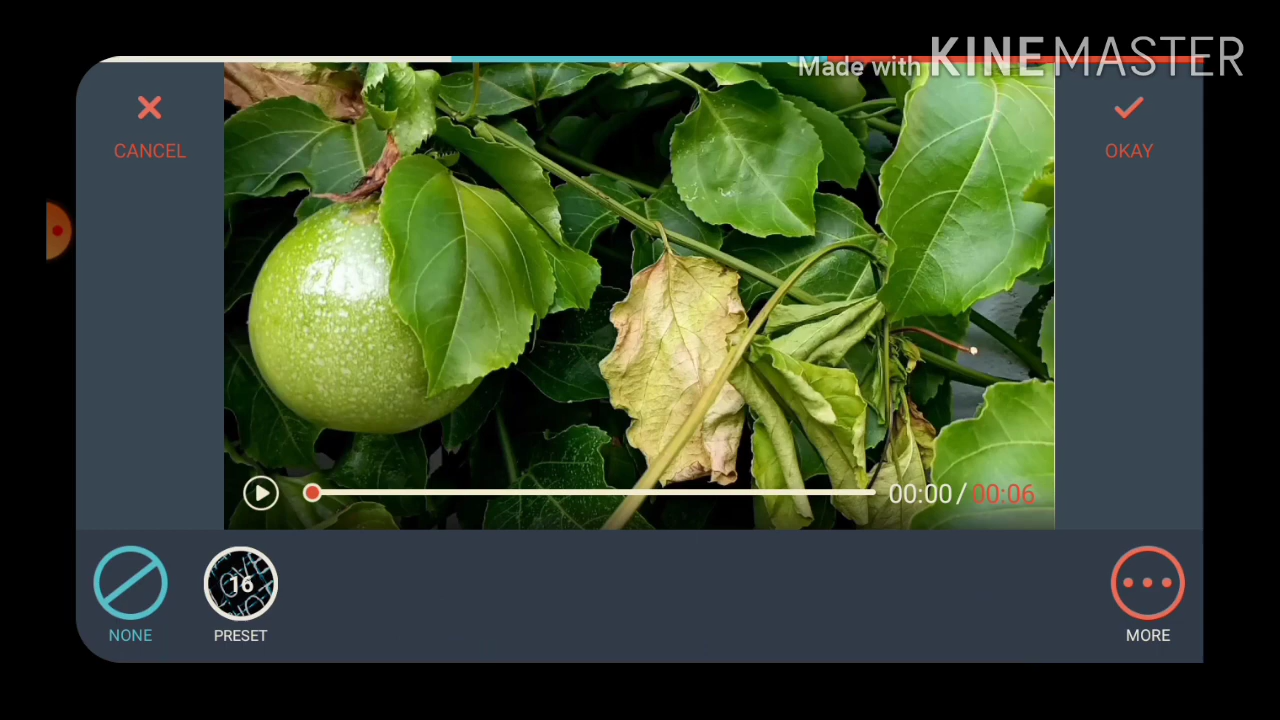 Made with KINEMASTER
CANCEL
OKAY
00:00 / 00:06
16
NONE
PRESET
MORE